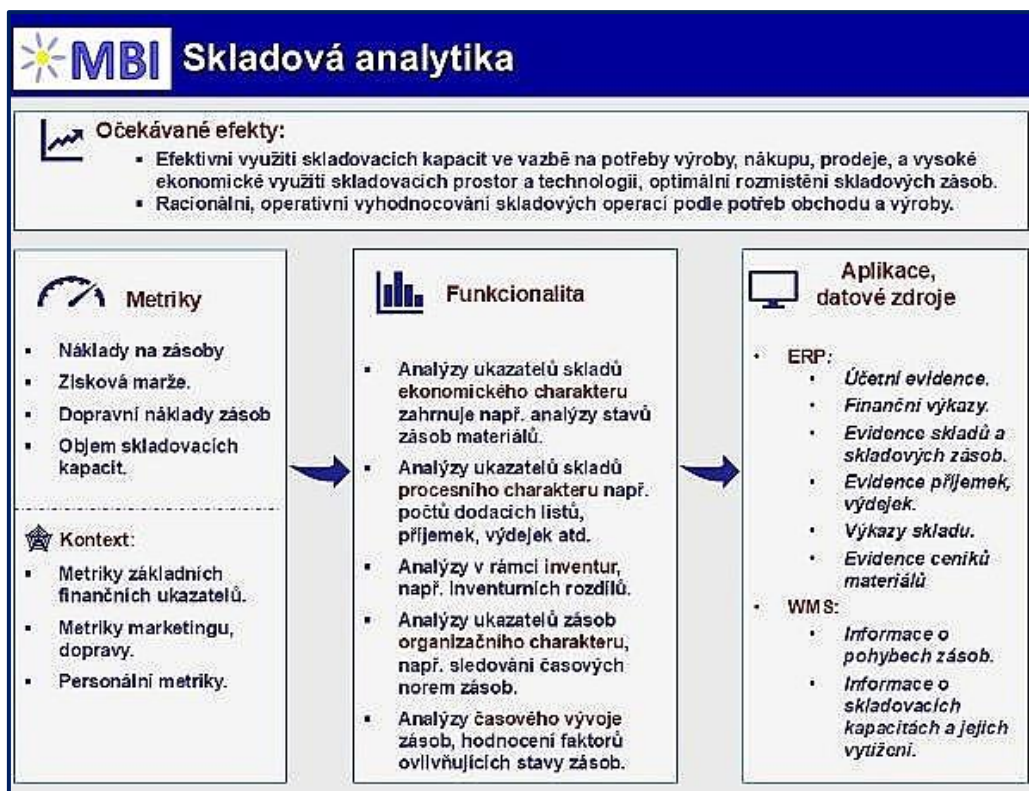 MBI Skladová analytika
Očekávané efekty:
▪ Efektivní využití skladovacích kapacit ve vazbě na potřeby výroby, nákupu, prodeje, a vysoké
ekonomické využití skladovacích prostor a technologií, optimální rozmístění skladových zásob.
▪ Racionální, operativní vyhodnocování skladových operací podle potřeb obchodu a výroby.
Metriky
▪ Náklady na zásoby
▪ Zisková marže.
▪ Dopravní náklady zásob
▪ Objem skladovacích
kapacit.
Kontext:
▪ Metriky základních
finančních ukazatelů.
▪ Metriky marketingu,
dopravy.
▪ Personální metriky.
Funkcionalita
▪ Analýzy ukazatelů skladů
ekonomického charakteru
zahrnuje např. analýzy stavů
zásob materiálů.
▪ Analýzy ukazatelů skladů
procesního charakteru např.
počtů dodacích listů,
příjemek, výdejek atd.
▪ Analýzy v rámci inventur,
např. inventurních rozdílů.
▪ Analýzy ukazatelů zásob
organizačního charakteru,
např. sledování časových
norem zásob.
▪ Analýzy časového vývoje
zásob, hodnocení faktorů
ovlivňujících stavy zásob.
Aplikace,
datové zdroje
• ERP:
• Účetní evidence.
• Finanční výkazy.
• Evidence skladů a
skladových zásob.
• Evidence příjemek,
výdejek.
• Výkazy skladu.
• Evidence ceníků
materiálů
• WMS:
• Informace o
pohybech zásob.
• Informace o
skladovacích
kapacitách a jejich
vytížení.